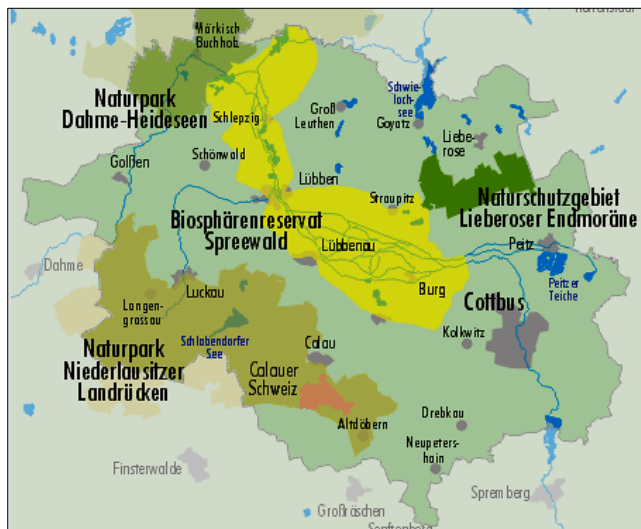 Märkisch
Buchholz
Naturpark
Dahme-Heideseen
Schlepzig
Groß
Leuthen
Schwie-
loch-
see
Goyatz
Liebe-
rose
Golßen
Schönwald
Lübben
Straupitz
Naturschutzgebiet
Lieberoser Endmoräne
Biosphärenreservat
Spreewald
Lübbenau
Peitz
Dahme
Luckau
Burg
Peitzer
Teiche
Langen-
grassau
Cottbus
Schlabendorfer
See
Kolkwitz
Naturpark
Niederlausitzer
Landrücken
Calau
Calauer
Schweiz
Altdöbern
Drebkau
Neupeters-
hain
Finsterwalde
Großräschen
Spremberg